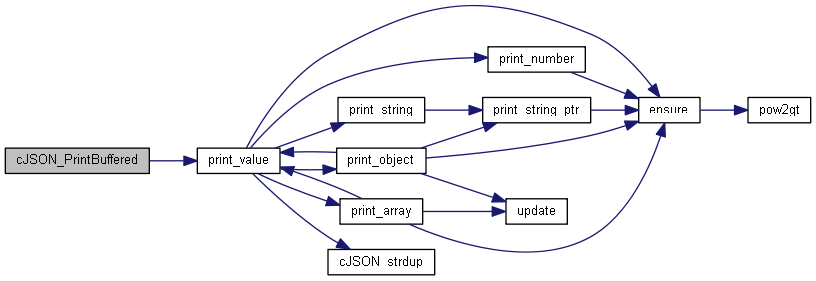 print_number
print_string
print_string_ptr
ensure
pow2gt
cJSON_PrintBuffered
print_value
print_object
print_array
update
cJSON_strdup